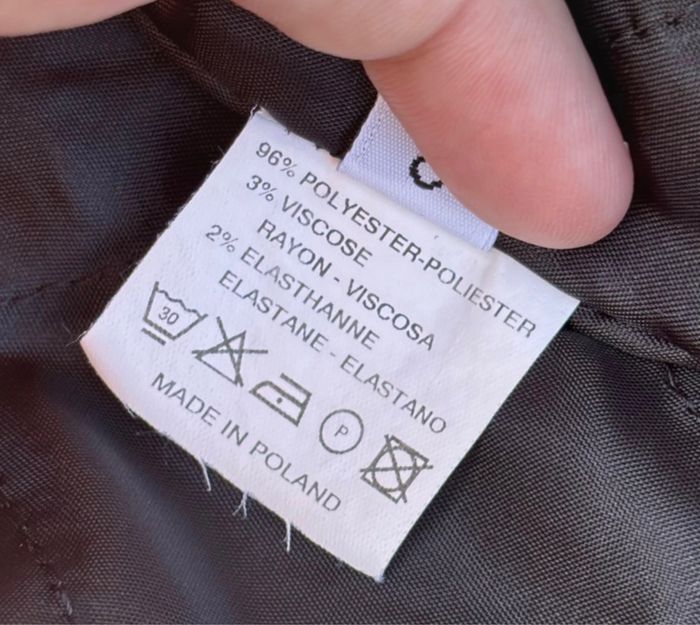 96% POLYESTER-POLIESTER
3% VISCOSE
RAYON - VISCOSA
2% ELASTHANNE
ELASTANE - ELASTANO
30
P
MADE IN POLAND